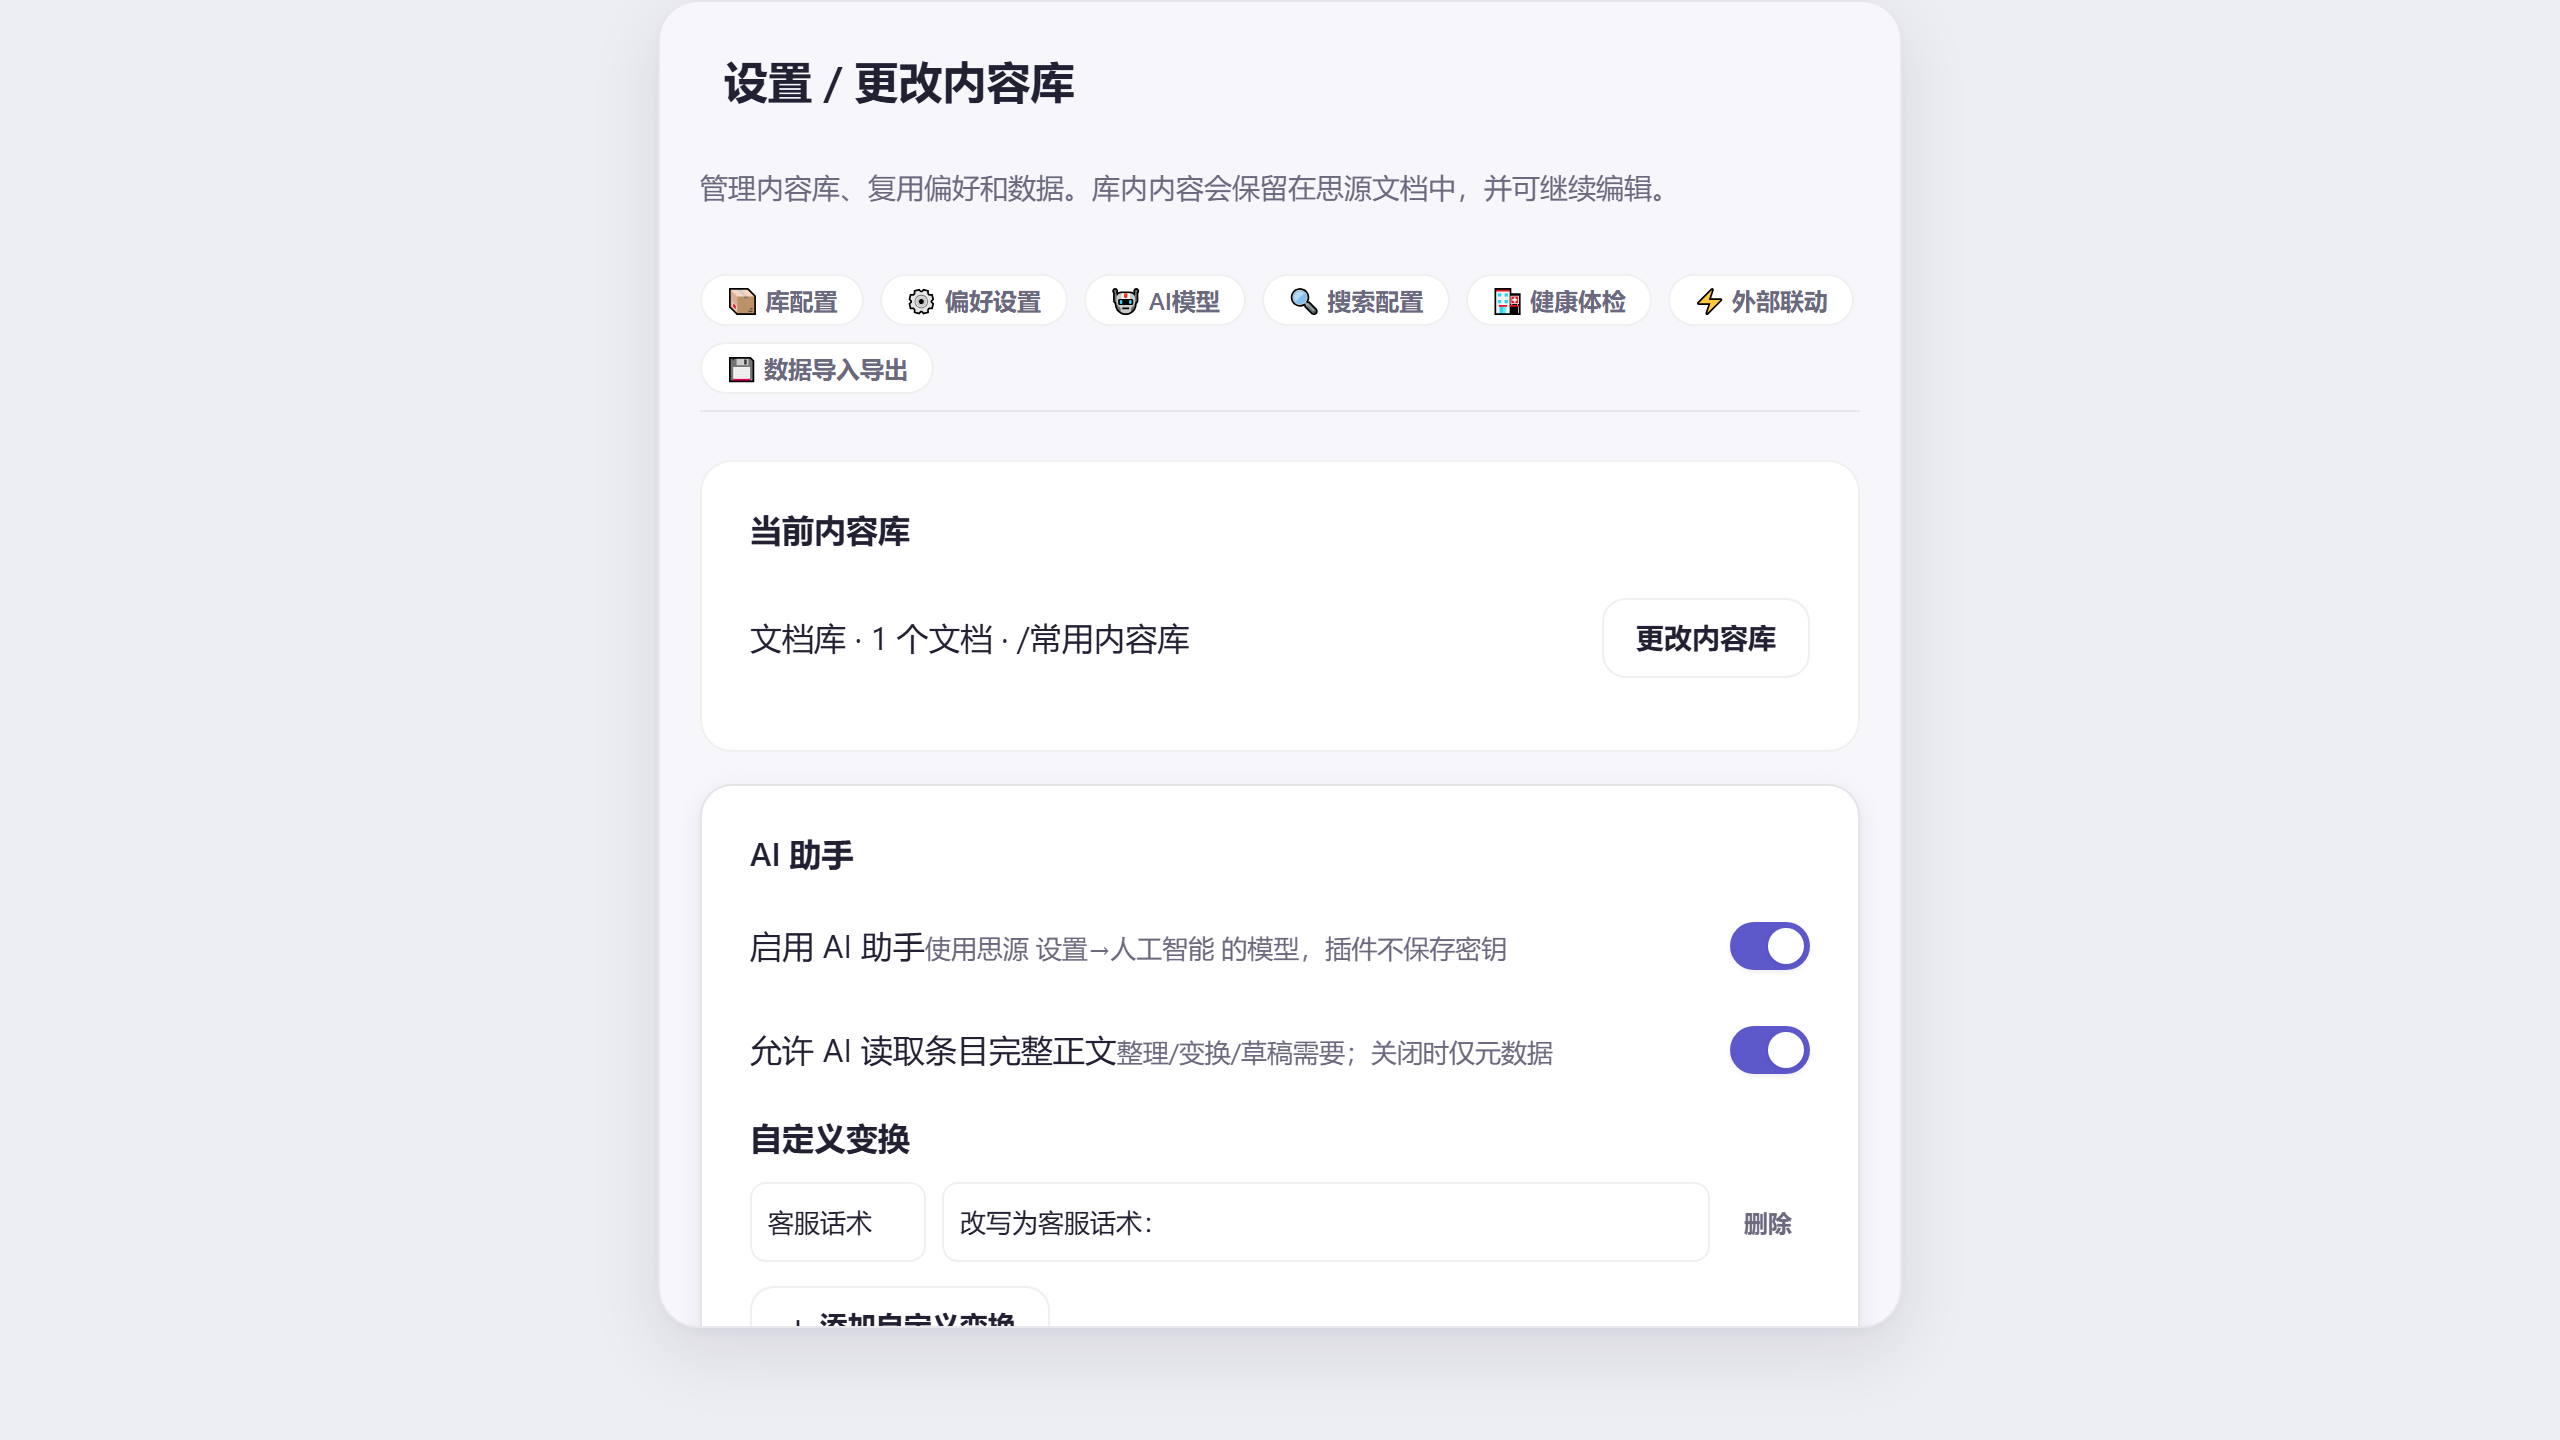 设置 / 更改内容库
管理内容库、复用偏好和数据。库内内容会保留在思源文档中，并可继续编辑。
📦 库配置 ⚙️ 偏好设置 🤖 AI模型 🔍 搜索配置 🏥 健康体检 ⚡ 外部联动
💾 数据导入导出
当前内容库
文档库 · 1 个文档 · /常用内容库 更改内容库
AI 助手
启用 AI 助手使用思源 设置→人工智能 的模型，插件不保存密钥
允许 AI 读取条目完整正文整理/变换/草稿需要；关闭时仅元数据
自定义变换
客服话术 改写为客服话术： 删除
+ 添加自定义变换